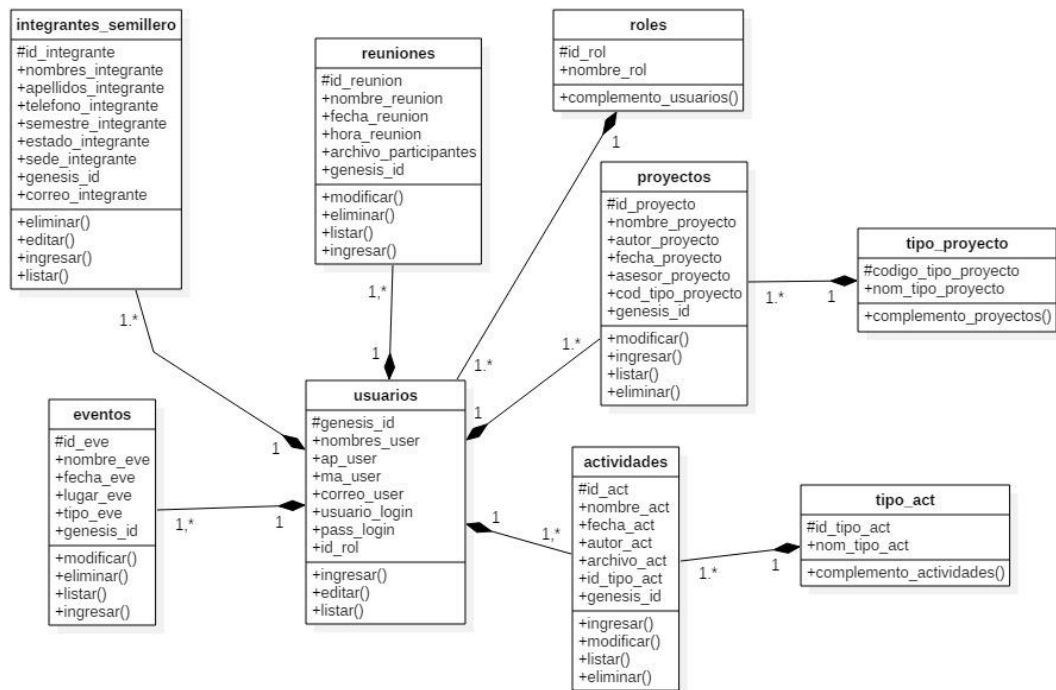 integrantes_semillero
#id_integrante
+nombres_integrante
+apellidos_integrante
+telefono_integrante
+semestre_integrante
+estado_integrante
+sede_integrante
+genesis_id
+correo_integrante
+eliminar()
+editar()
+ingresar()
+listar()
1.*
1
reuniones
#id_reunion
+nombre_reunion
+fecha_reunion
+hora_reunion
+archivo_participantes
+genesis_id
+modificar()
+eliminar()
+listar()
+ingresar()
1,*
1
roles
#id_rol
+nombre_rol
+complemento_usuarios()
1
1.*
proyectos
#id_proyecto
+nombre_proyecto
+autor_proyecto
+fecha_proyecto
+asesor_proyecto
+cod_tipo_proyecto
+genesis_id
+modificar()
+ingresar()
+listar()
+eliminar()
1.*
1
tipo_proyecto
#codigo_tipo_proyecto
+nom_tipo_proyecto
+complemento_proyectos()
1.*
1
eventos
#id_eve
+nombre_eve
+fecha_eve
+lugar_eve
+tipo_eve
+genesis_id
+modificar()
+eliminar()
+listar()
+ingresar()
1,*
1
usuarios
#genesis_id
+nombres_user
+ap_user
+ma_user
+correo_user
+usuario_login
+pass_login
+id_rol
+ingresar()
+editar()
+listar()
1
1,*
actividades
#id_act
+nombre_act
+fecha_act
+autor_act
+archivo_act
+id_tipo_act
+genesis_id
+ingresar()
+modificar()
+listar()
+eliminar()
1.*
1
tipo_act
#id_tipo_act
+nom_tipo_act
+complemento_actividades()